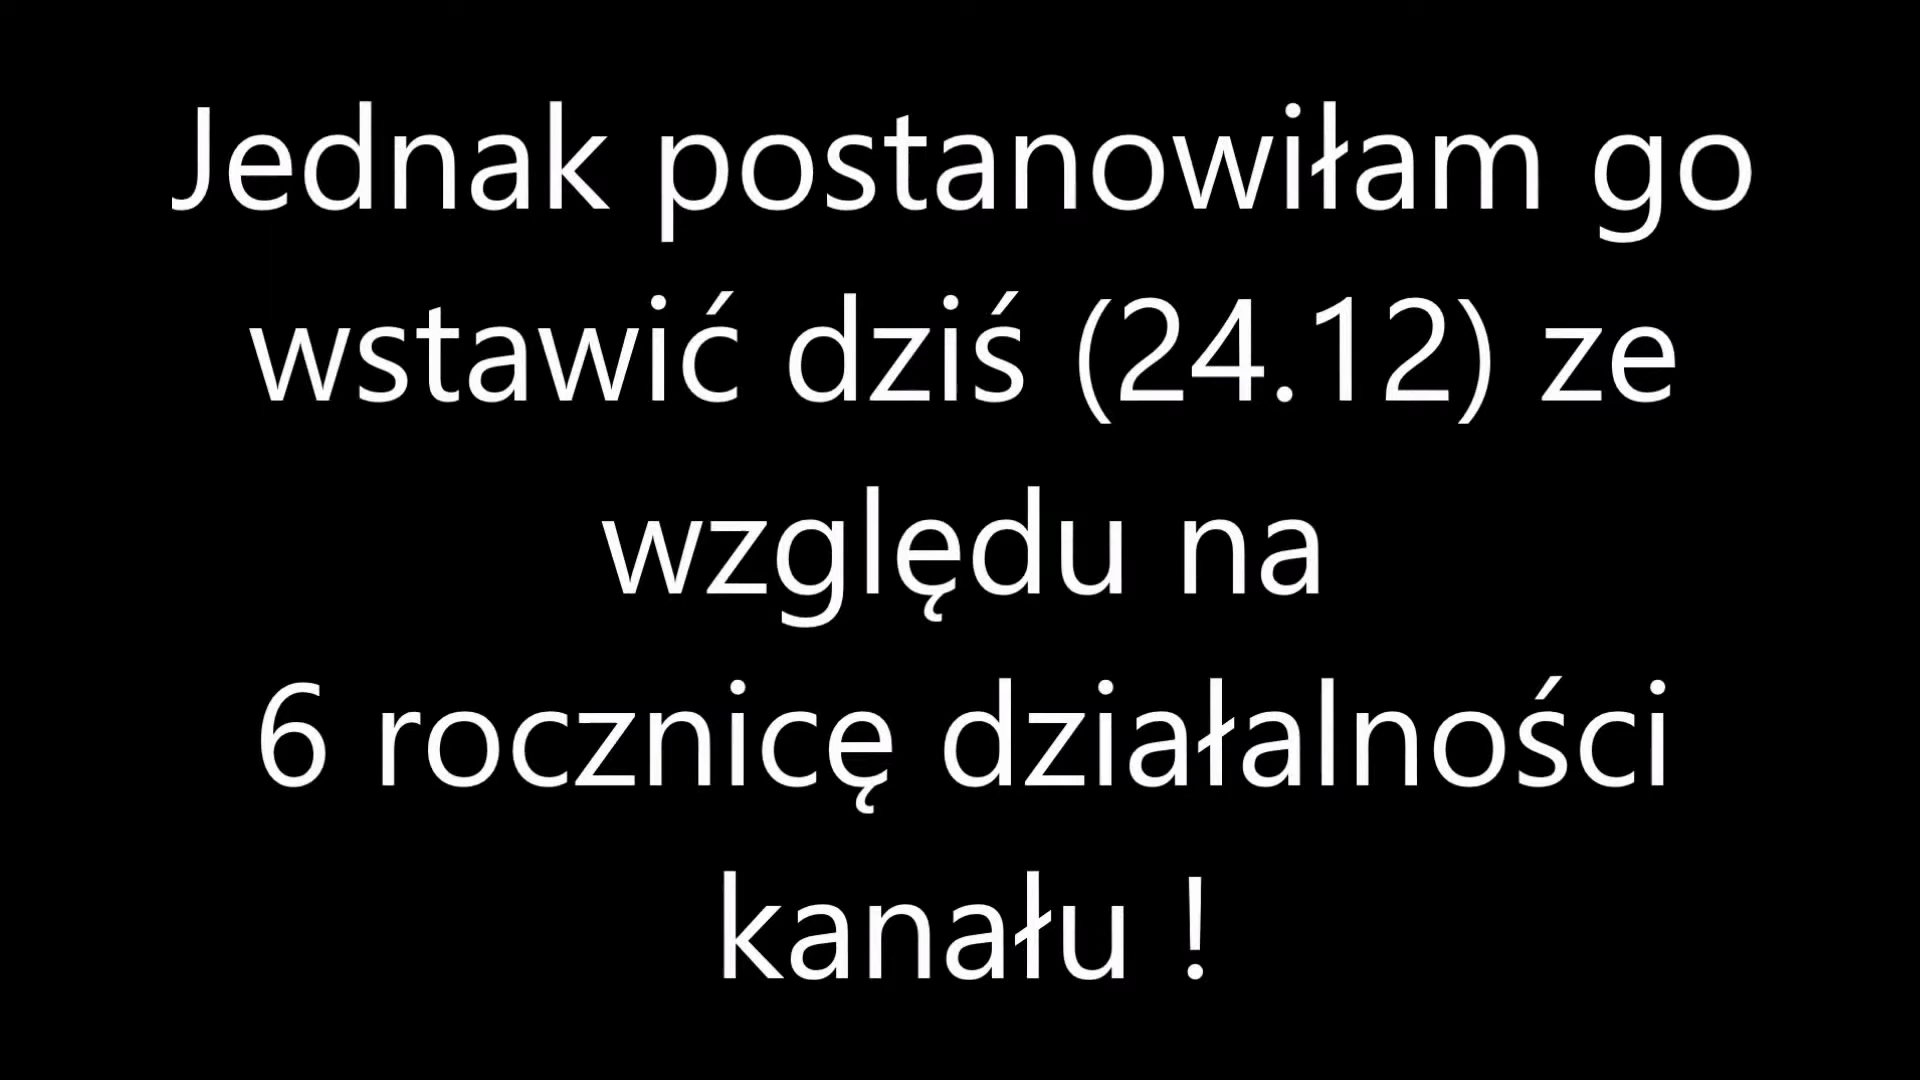 Jednak postanowiłam go
wstawić dziś (24.12) ze
względu na
6 rocznicę działalności
kanału !